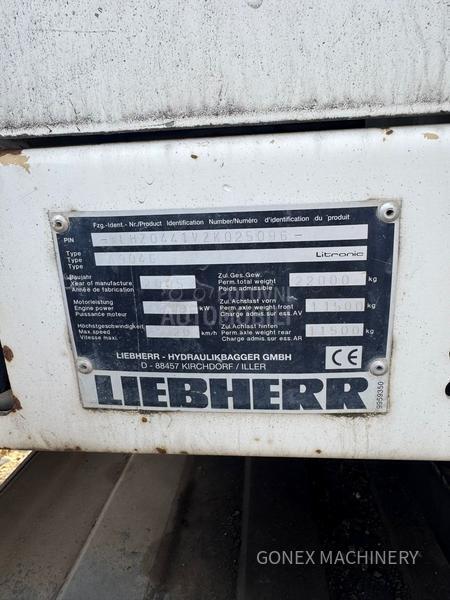 Fzg.-Ident.- Nr./Product Identification Number/Numéro d'identification du produit
PIN
Type
Type
Type
Litronic
Baujahr
Year of manufacture
Année de fabrication
Zul. Ges. Gew.
Perm. total weight 22000 kg
Poids admissible
Motorleistung
Engine power kW
Puissance moteur
Zul. Achslast vorn
Perm. axle weight front 11500 kg
Charge admis. sur ess. AV
Höchstgeschwindigkeit
Max. speed km/h
Vitesse maxi.
Zul. Achslast hinten
Perm. axle weight rear 11500 kg
Charge admis. sur ess. AR
LIEBHERR - HYDRAULIKBAGGER GMBH
D - 88457 KIRCHDORF / ILLER
CE
LIEBHERR
9959350
GONEX MACHINERY